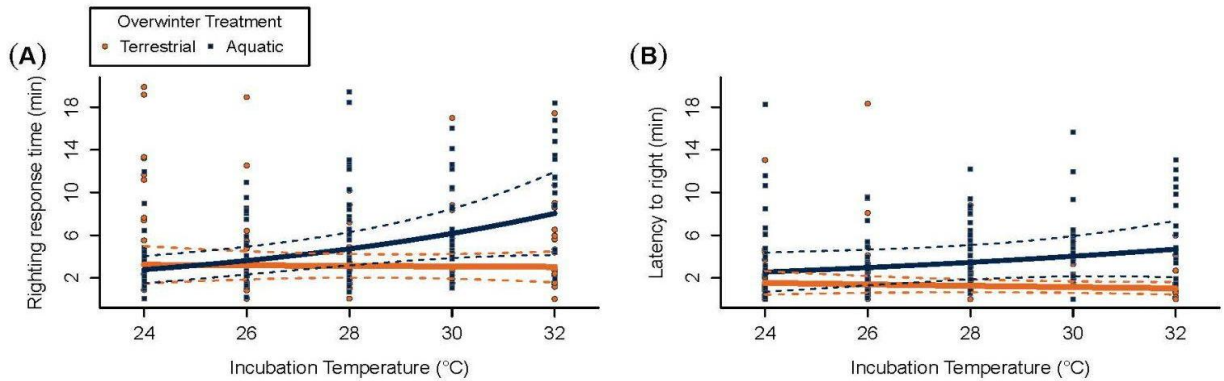 Overwinter Treatment
Terrestrial Aquatic
(A)
Righting response time (min)
18
14
10
6
2
24 26 28 30 32
Incubation Temperature (°C)
(B)
Latency to right (min)
18
14
10
6
2
24 26 28 30 32
Incubation Temperature (°C)